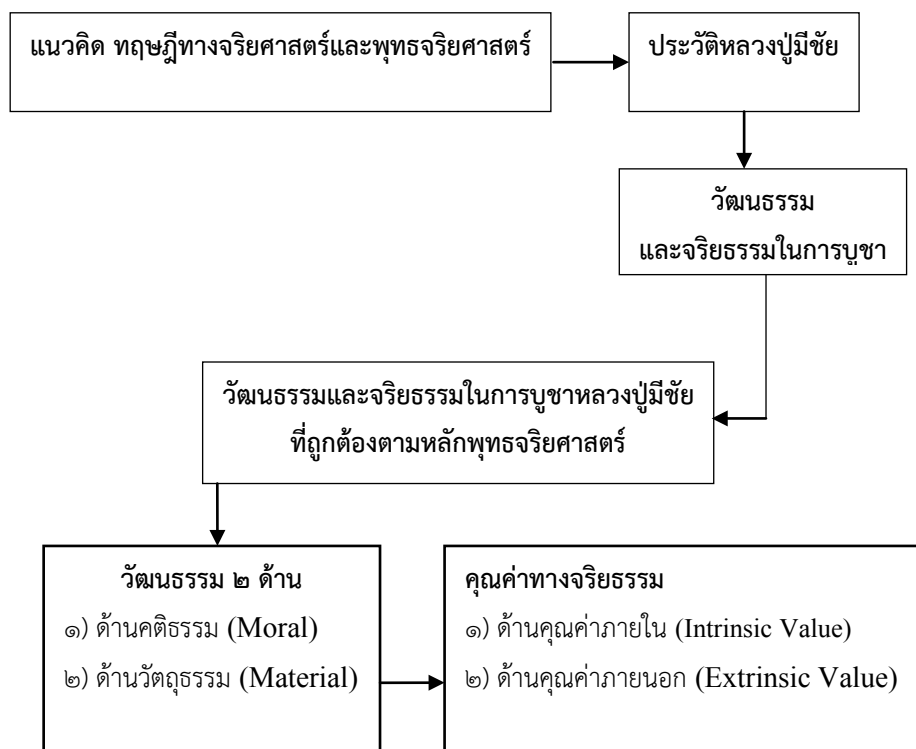 แนวคิด ทฤษฎีทางจริยศาสตร์และพุทธจริยศาสตร์
ประวัติหลวงปู่มีชัย
วัฒนธรรม
และจริยธรรมในการบูชา
วัฒนธรรมและจริยธรรมในการบูชาหลวงปู่มีชัย
ที่ถูกต้องตามหลักพุทธจริยศาสตร์
วัฒนธรรม ๒ ด้าน
๑) ด้านคติธรรม (Moral)
๒) ด้านวัตถุธรรม (Material)
คุณค่าทางจริยธรรม
๑) ด้านคุณค่าภายใน (Intrinsic Value)
๒) ด้านคุณค่าภายนอก (Extrinsic Value)